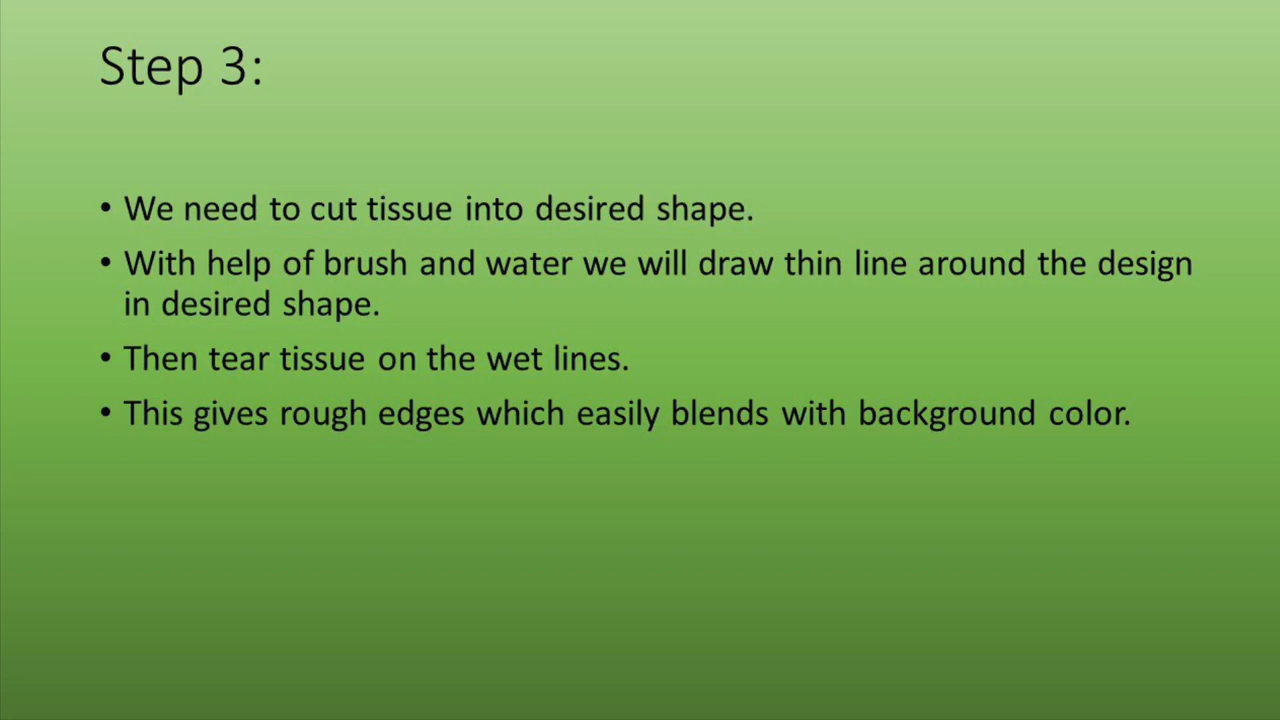 Step 3:
• We need to cut tissue into desired shape.
• With help of brush and water we will draw thin line around the design
in desired shape.
• Then tear tissue on the wet lines.
• This gives rough edges which easily blends with background color.